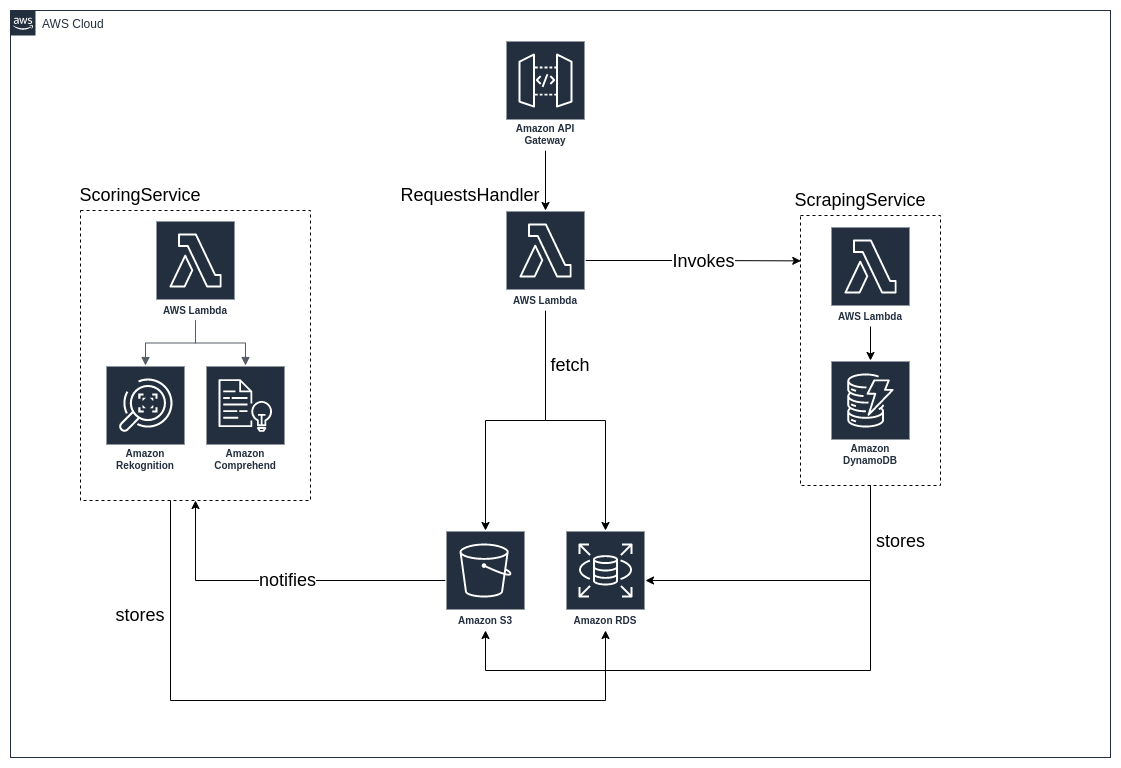 aws
AWS Cloud
</>
Amazon API
Gateway
ScoringService
RequestsHandler
ScrapingService
AWS Lambda
AWS Lambda
Invokes
AWS Lambda
fetch
Amazon
Rekognition
Amazon
Comprehend
Amazon
DynamoDB
stores
notifies
stores
Amazon S3
Amazon RDS